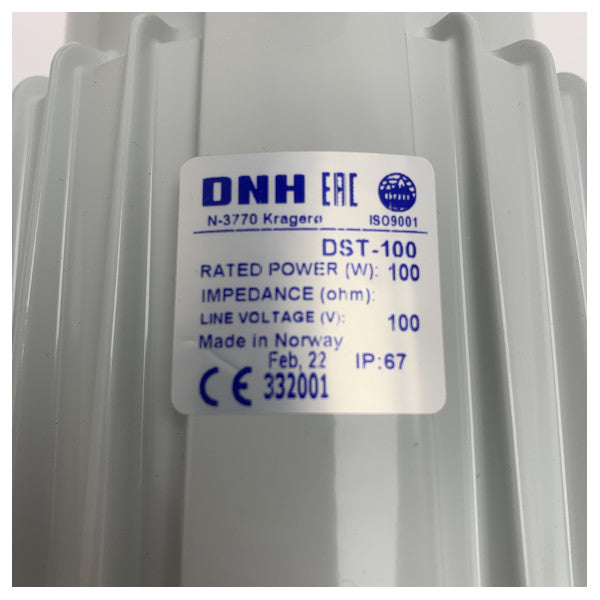 DNH EAC
N-3770 Kragerø ISO9001
DST-100
RATED POWER (W): 100
IMPEDANCE (ohm):
LINE VOLTAGE (V): 100
Made in Norway
Feb, 22 IP:67
CE 332001